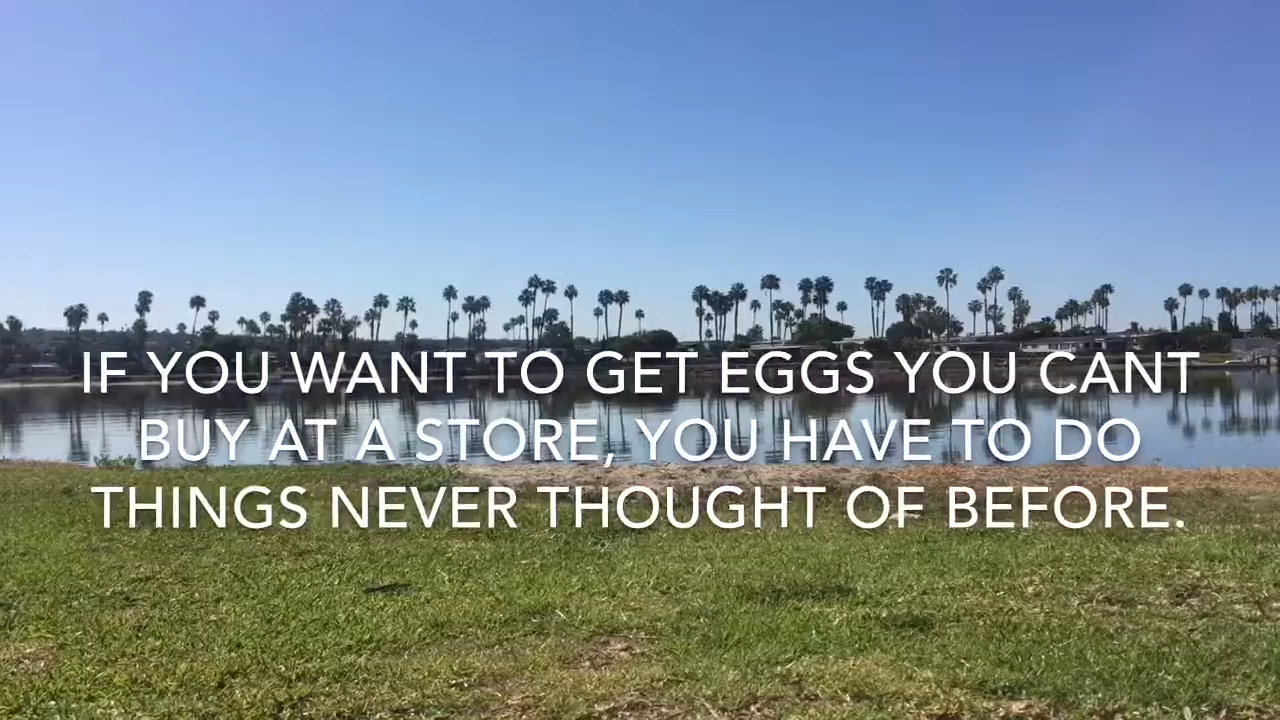 IF YOU WANT TO GET EGGS YOU CANT
BUY AT A STORE, YOU HAVE TO DO
THINGS NEVER THOUGHT OF BEFORE.